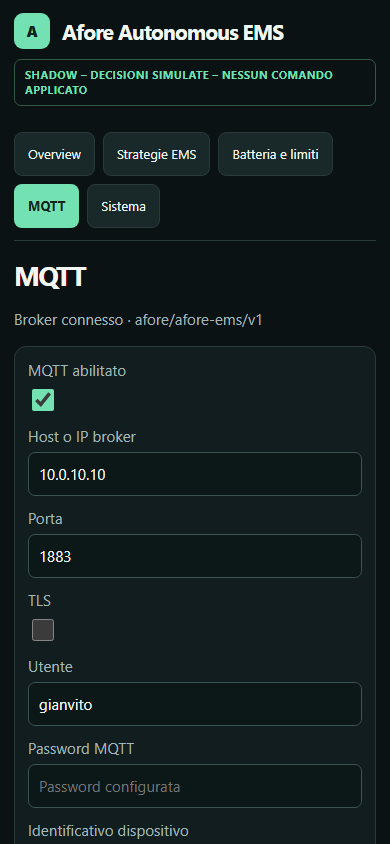 A
Afore Autonomous EMS
SHADOW – DECISIONI SIMULATE – NESSUN COMANDO
APPLICATO
Overview
Strategie EMS
Batteria e limiti
MQTT
Sistema
MQTT
Broker connesso · afore/afore-ems/v1
MQTT abilitato
Host o IP broker
10.0.10.10
Porta
1883
TLS
Utente
gianvito
Password MQTT
Password configurata
Identificativo dispositivo